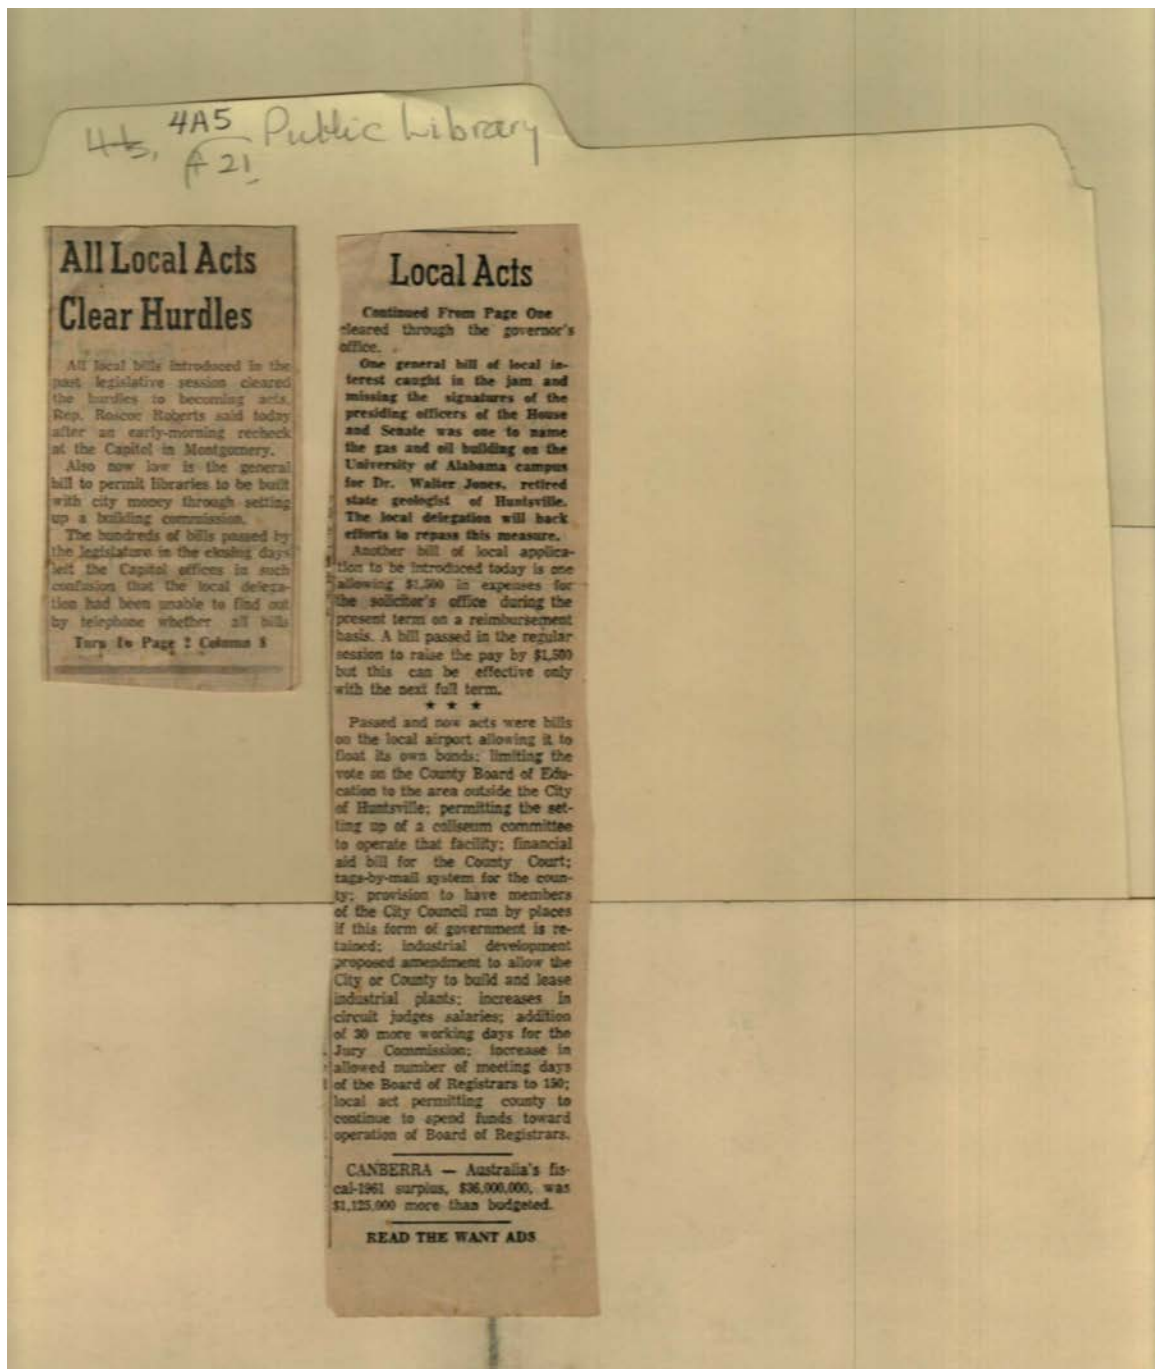 4A5 Public Library
21
All Local Acts
Clear Hurdles
All local bills introduced in the
past legislative session cleared
the hurdles to becoming acts,
Rep. Roscoe Roberts said today
after an early-morning recheck
at the Capitol in Montgomery.
Also now law is the general
bill to permit libraries to be built
with city money through setting
up a building commission.
The hundreds of bills passed by
the legislature in the closing days
left the Capitol offices in such
confusion that the local delega-
tion had been unable to find out
by telephone whether all bills
Turn To Page 2 Column 8
Local Acts
Continued From Page One
cleared through the governor's
office.
One general bill of local in-
terest caught in the jam and
missing the signatures of the
presiding officers of the House
and Senate was one to name
the gas and oil building on the
University of Alabama campus
for Dr. Walter Jones, retired
state geologist of Huntsville.
The local delegation will back
efforts to repass this measure.
Another bill of local applica-
tion to be introduced today is one
allowing $1,500 in expenses for
the solicitor's office during the
present term on a reimbursement
basis. A bill passed in the regular
session to raise the pay by $1,500
but this can be effective only
with the next full term.
★ ★ ★
Passed and now acts were bills
on the local airport allowing it to
float its own bonds; limiting the
vote on the County Board of Edu-
cation to the area outside the City
of Huntsville; permitting the set-
ting up of a coliseum committee
to operate that facility; financial
aid bill for the County Court;
tags-by-mail system for the coun-
ty; provision to have members
of the City Council run by places
if this form of government is re-
tained; industrial development
proposed amendment to allow the
City or County to build and lease
industrial plants; increases in
circuit judges salaries; addition
of 30 more working days for the
Jury Commission; increase in
allowed number of meeting days
of the Board of Registrars to 150;
local act permitting county to
continue to spend funds toward
operation of Board of Registrars.
CANBERRA — Australia's fis-
cal-1961 surplus, $36,000,000, was
$1,125,000 more than budgeted.
READ THE WANT ADS